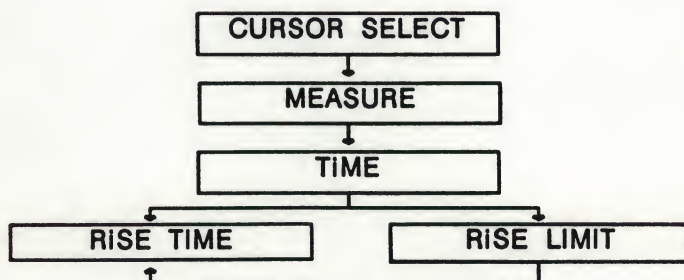 CURSOR SELECT
MEASURE
TiME
RiSE TIME
RiSE LIMIT